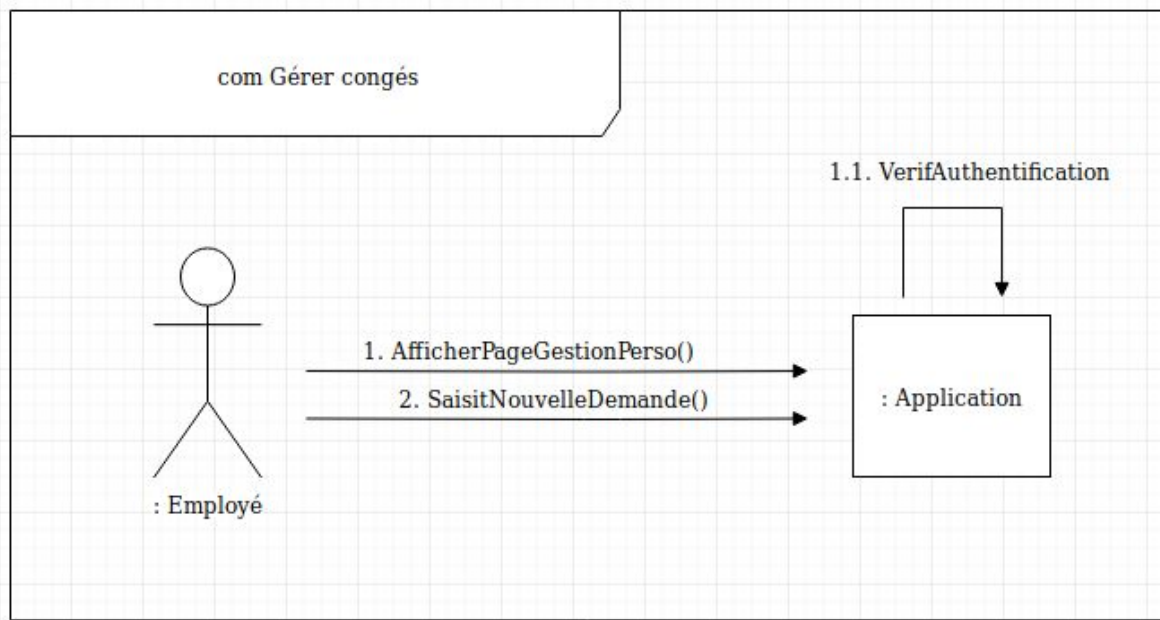 com Gérer congés
1.1. VerifAuthentification
1. AfficherPageGestionPerso()
2. SaisitNouvelleDemande()
: Application
: Employé